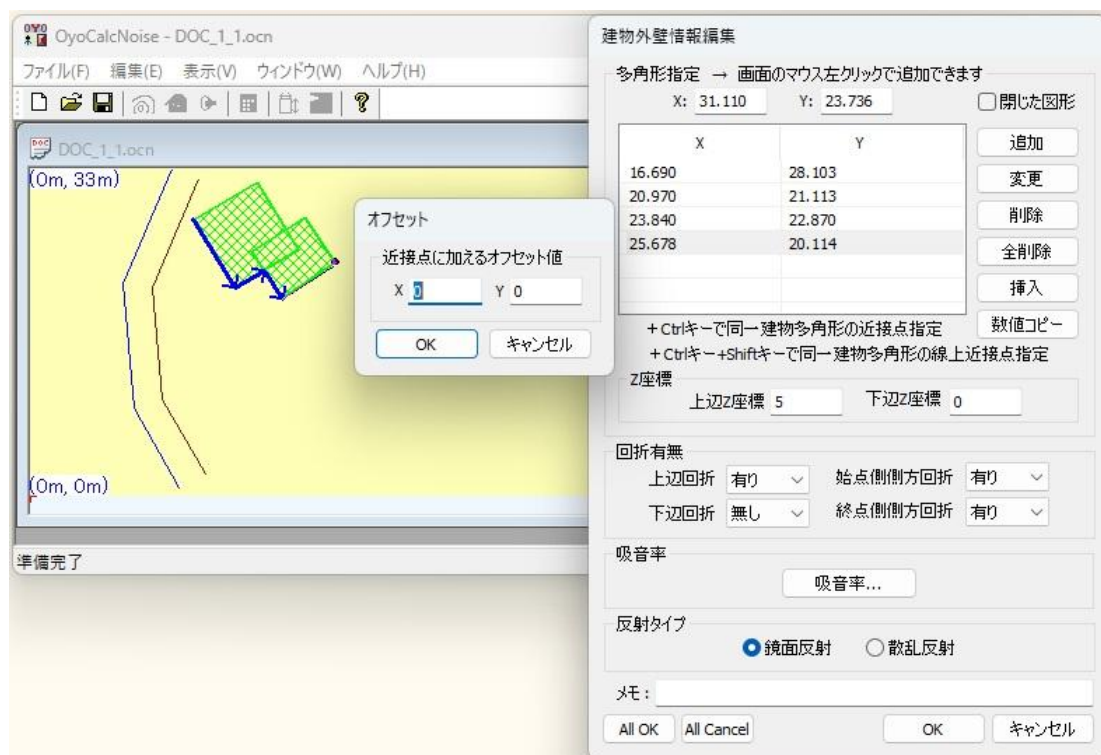 OyoCalcNoise - DOC_1_1.ocn
ファイル(F) 編集(E) 表示(V) ウィンドウ(W) ヘルプ(H)
DOC_1_1.ocn
(0m, 33m)
(0m, 0m)
準備完了
オフセット
近接点に加えるオフセット値
X 0 Y 0
OK キャンセル
建物外壁情報編集
多角形指定 → 画面のマウス左クリックで追加できます
X: 31.110 Y: 23.736 閉じた図形
X Y
16.690 28.103
20.970 21.113
23.840 22.870
25.678 20.114
追加
変更
削除
全削除
挿入
数値コピー
+Ctrlキーで同一建物多角形の近接点指定
+Ctrlキー+Shiftキーで同一建物多角形の線上近接点指定
Z座標
上辺Z座標 5 下辺Z座標 0
回折有無
上辺回折 有り 始点側側方回折 有り
下辺回折 無し 終点側側方回折 有り
吸音率
吸音率...
反射タイプ
鏡面反射 散乱反射
メモ:
All OK All Cancel OK キャンセル